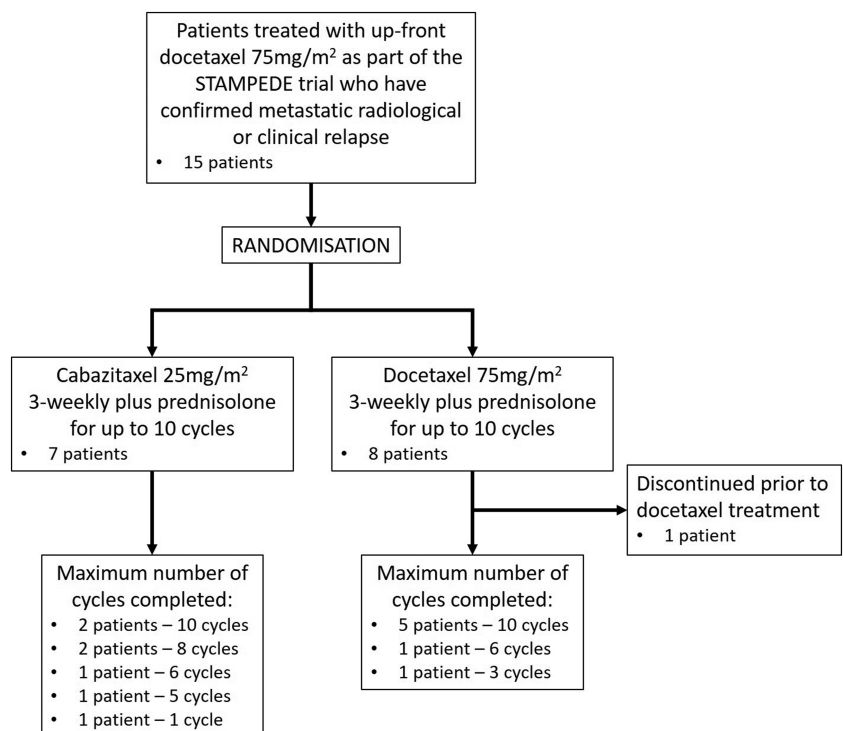 Patients treated with up-front
docetaxel 75mg/m² as part of the
STAMPEDE trial who have
confirmed metastatic radiological
or clinical relapse
• 15 patients
RANDOMISATION
Cabazitaxel 25mg/m²
3-weekly plus prednisolone
for up to 10 cycles
• 7 patients
Docetaxel 75mg/m²
3-weekly plus prednisolone
for up to 10 cycles
• 8 patients
Discontinued prior to
docetaxel treatment
• 1 patient
Maximum number of
cycles completed:
• 2 patients – 10 cycles
• 2 patients – 8 cycles
• 1 patient – 6 cycles
• 1 patient – 5 cycles
• 1 patient – 1 cycle
Maximum number of
cycles completed:
• 5 patients – 10 cycles
• 1 patient – 6 cycles
• 1 patient – 3 cycles